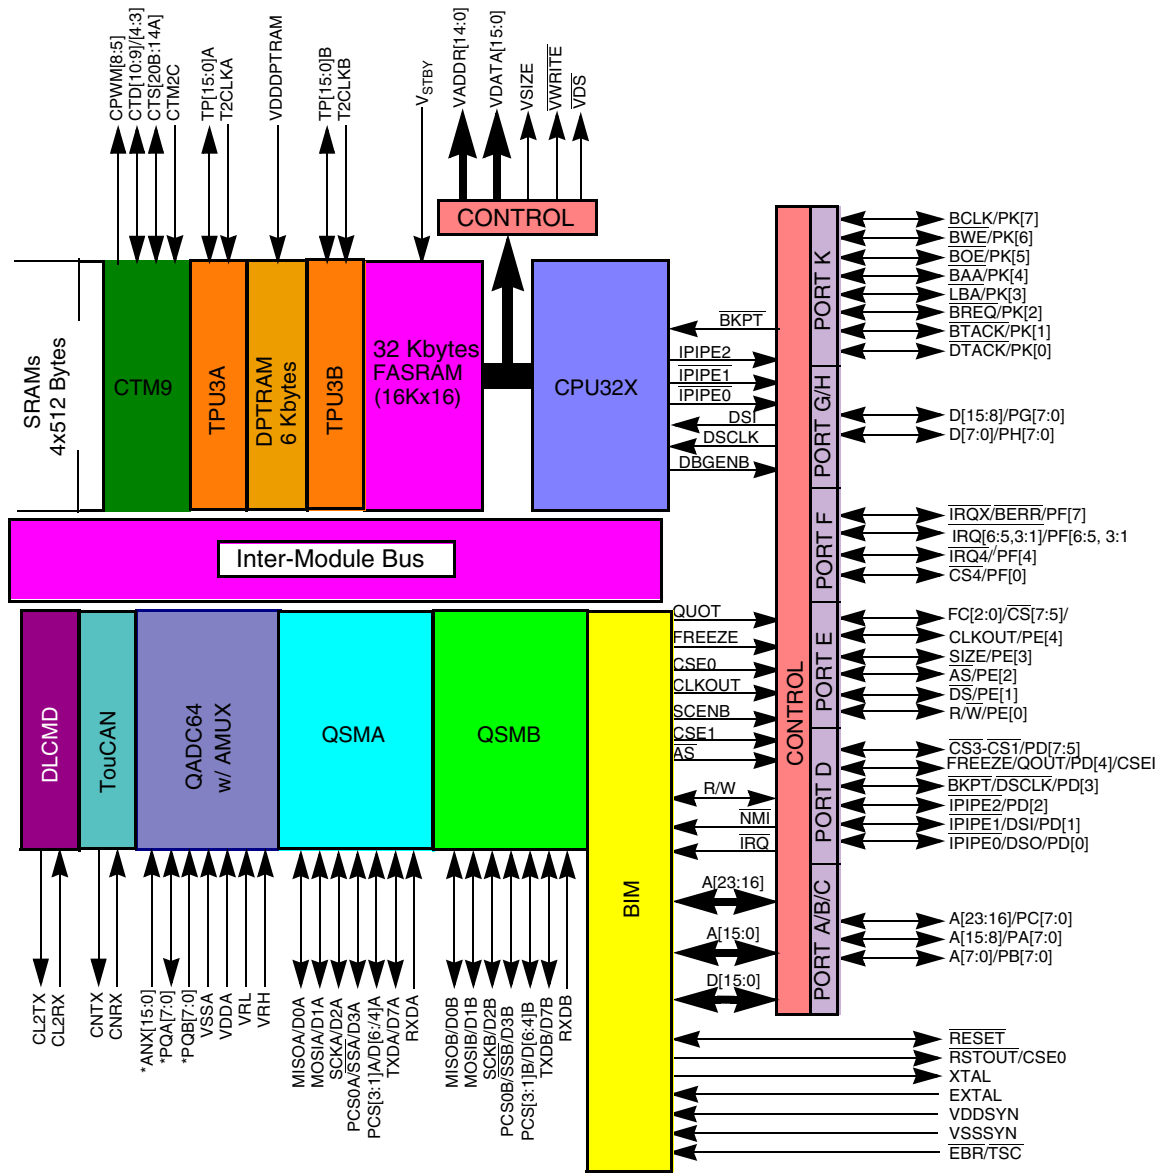 CPWM[8:5]
CTD[10:9]/[4:3]
CTS[20B:14A]
CTM2C
TP[15:0]A
T2CLKA
VDDDPTRAM
TP[15:0]B
T2CLKB
VSTBY
VADDR[14:0]
VDATA[15:0]
VSIZE
VWRITE
VDS
CONTROL
SRAMs
4x512 Bytes
CTM9
TPU3A
DPTRAM
6 Kbytes
TPU3B
32 Kbytes
FASRAM
(16Kx16)
CPU32X
BKPT
IPIPE2
IPIPE1
IPIPE0
DSI
DSCLK
DBGENB
CONTROL
PORT K
PORT G/H
PORT F
PORT E
PORT D
PORT A/B/C
BCLK/PK[7]
BWE/PK[6]
BOE/PK[5]
BAA/PK[4]
LBA/PK[3]
BREQ/PK[2]
BTACK/PK[1]
DTACK/PK[0]
D[15:8]/PG[7:0]
D[7:0]/PH[7:0]
IRQX/BERR/PF[7]
IRQ[6:5,3:1]/PF[6:5, 3:1
IRQ4/PF[4]
CS4/PF[0]
FC[2:0]/CS[7:5]/
CLKOUT/PE[4]
SIZE/PE[3]
AS/PE[2]
DS/PE[1]
R/W/PE[0]
CS3-CS1/PD[7:5]
FREEZE/QOUT/PD[4]/CSEI
BKPT/DSCLK/PD[3]
IPIPE2/PD[2]
IPIPE1/DSI/PD[1]
IPIPE0/DSO/PD[0]
A[23:16]/PC[7:0]
A[15:8]/PA[7:0]
A[7:0]/PB[7:0]
Inter-Module Bus
DLCMD
TouCAN
QADC64
w/ AMUX
QSMA
QSMB
BIM
QUOT
FREEZE
CSE0
CLKOUT
SCENB
CSE1
AS
R/W
NMI
IRQ
A[23:16]
A[15:0]
D[15:0]
CL2TX
CL2RX
CNTX
CNRX
*ANX[15:0]
*PQA[7:0]
*PQB[7:0]
VSSA
VDDA
VRL
VRH
MISOA/D0A
MOSIA/D1A
SCKA/D2A
PCS0A/SSA/D3A
PCS[3:1]A/D[6:/4]A
TXDA/D7A
RXDA
MISOB/D0B
MOSIB/D1B
SCKB/D2B
PCS0B/SSB/D3B
PCS[3:1]B/D[6:4]B
TXDB/D7B
RXDB
RESET
RSTOUT/CSE0
XTAL
EXTAL
VDDSYN
VSSSYN
EBR/TSC